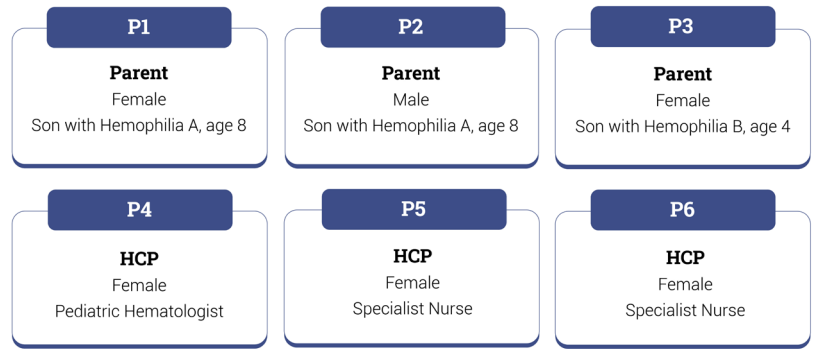 P1
Parent
Female
Son with Hemophilia A, age 8
P2
Parent
Male
Son with Hemophilia A, age 8
P3
Parent
Female
Son with Hemophilia B, age 4
P4
HCP
Female
Pediatric Hematologist
P5
HCP
Female
Specialist Nurse
P6
HCP
Female
Specialist Nurse